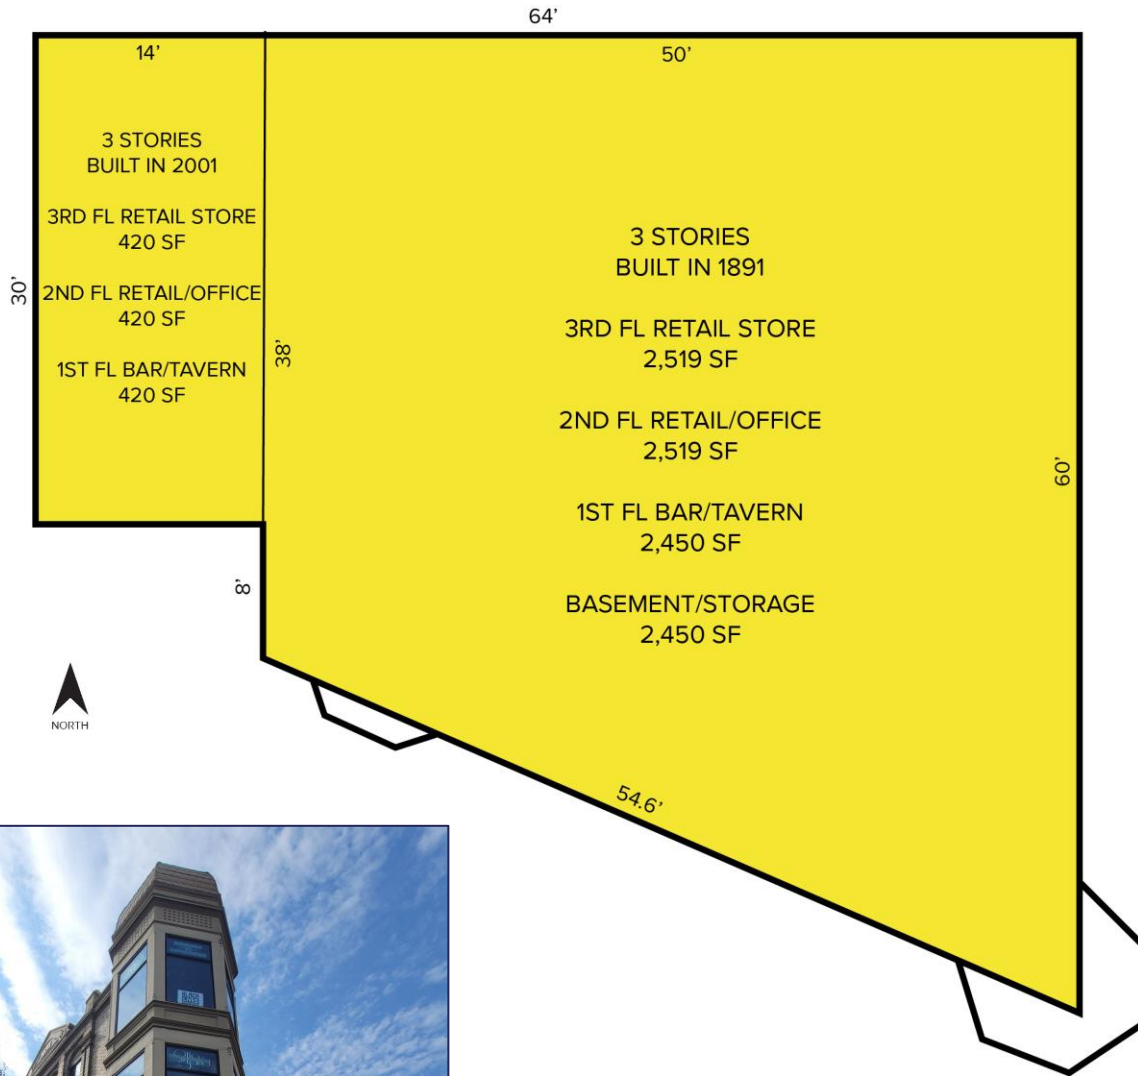 64’
14’
50’
3 STORIES
BUILT IN 2001
3RD FL RETAIL STORE
420 SF
2ND FL RETAIL/OFFICE
420 SF
1ST FL BAR/TAVERN
420 SF
30’
38’
3 STORIES
BUILT IN 1891
3RD FL RETAIL STORE
2,519 SF
2ND FL RETAIL/OFFICE
2,519 SF
1ST FL BAR/TAVERN
2,450 SF
BASEMENT/STORAGE
2,450 SF
60’
8’
NORTH
54.6’